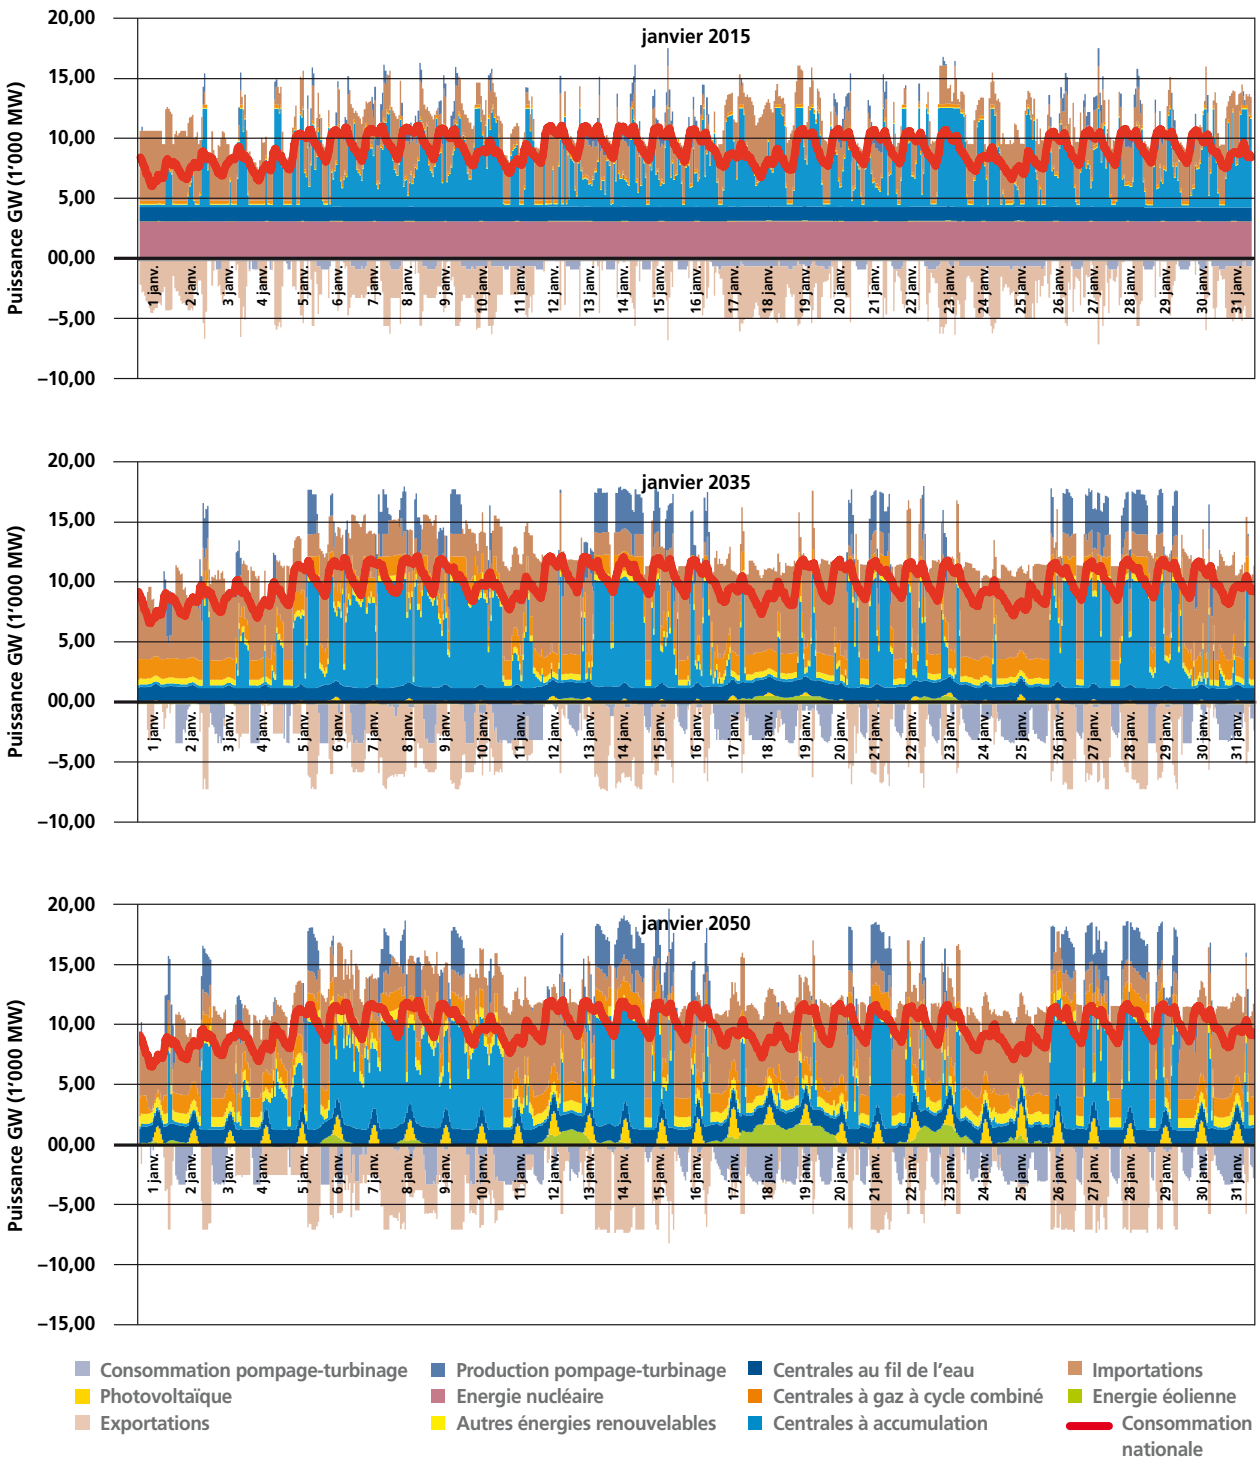 janvier 2015
Puissance GW (1'000 MW)
20,00
15,00
10,00
5,00
00,00
–5,00
–10,00
1 janv.
2 janv.
3 janv.
4 janv.
5 janv.
6 janv.
7 janv.
8 janv.
9 janv.
10 janv.
11 janv.
12 janv.
13 janv.
14 janv.
15 janv.
16 janv.
17 janv.
18 janv.
19 janv.
20 janv.
21 janv.
22 janv.
23 janv.
24 janv.
25 janv.
26 janv.
27 janv.
28 janv.
29 janv.
30 janv.
31 janv.
janvier 2035
Puissance GW (1'000 MW)
20,00
15,00
10,00
5,00
00,00
–5,00
–10,00
1 janv.
2 janv.
3 janv.
4 janv.
5 janv.
6 janv.
7 janv.
8 janv.
9 janv.
10 janv.
11 janv.
12 janv.
13 janv.
14 janv.
15 janv.
16 janv.
17 janv.
18 janv.
19 janv.
20 janv.
21 janv.
22 janv.
23 janv.
24 janv.
25 janv.
26 janv.
27 janv.
28 janv.
29 janv.
30 janv.
31 janv.
janvier 2050
Puissance GW (1'000 MW)
20,00
15,00
10,00
5,00
00,00
–5,00
–10,00
–15,00
1 janv.
2 janv.
3 janv.
4 janv.
5 janv.
6 janv.
7 janv.
8 janv.
9 janv.
10 janv.
11 janv.
12 janv.
13 janv.
14 janv.
15 janv.
16 janv.
17 janv.
18 janv.
19 janv.
20 janv.
21 janv.
22 janv.
23 janv.
24 janv.
25 janv.
26 janv.
27 janv.
28 janv.
29 janv.
30 janv.
31 janv.
Consommation pompage-turbinage
Photovoltaïque
Exportations
Production pompage-turbinage
Energie nucléaire
Autres énergies renouvelables
Centrales au fil de l'eau
Centrales à gaz à cycle combiné
Centrales à accumulation
Importations
Energie éolienne
Consommation
nationale